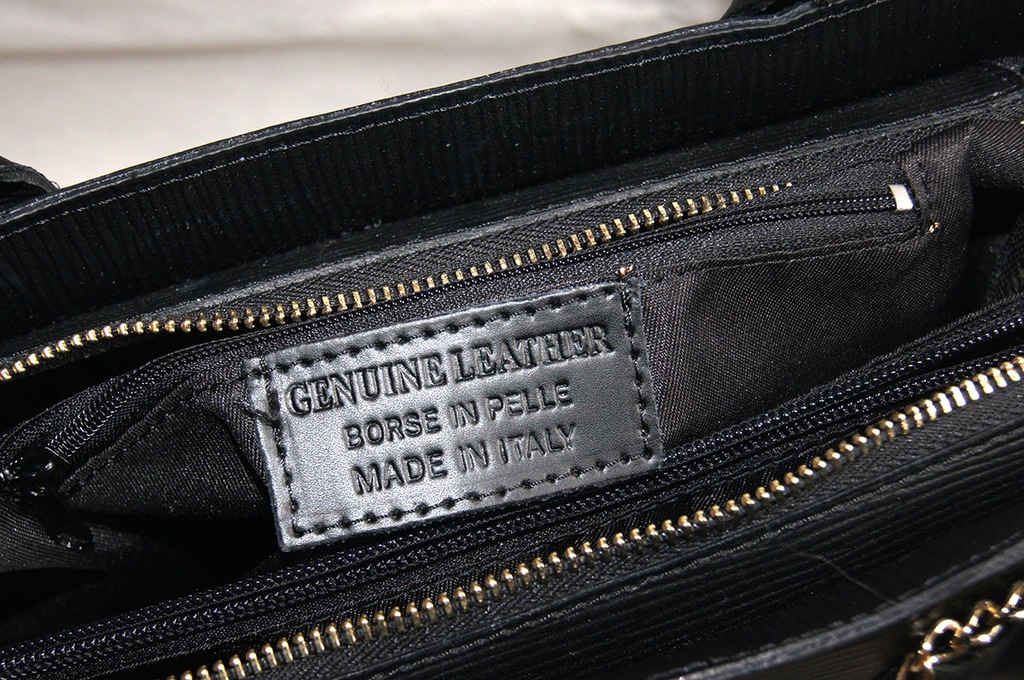 GENUINE LEATHER
BORSE IN PELLE
MADE IN ITALY